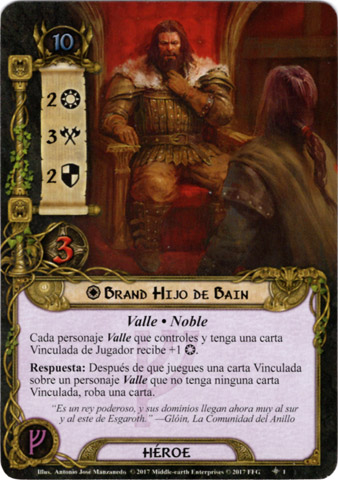 10
2
3
2
3
Brand Hijo de Bain
Valle • Noble
Cada personaje Valle que controles y tenga una carta
Vinculada de Jugador recibe +1
Respuesta: Después de que juegues una carta Vinculada
sobre un personaje Valle que no tenga ninguna carta
Vinculada, roba una carta.
“Es un rey poderoso, y sus dominios llegan ahora muy al sur
y al este de Esgaroth.” —Glóin, La Comunidad del Anillo
HÉROE
Illus. Antonio José Manzanedo © 2017 Middle-earth Enterprises © 2017 FFG 1